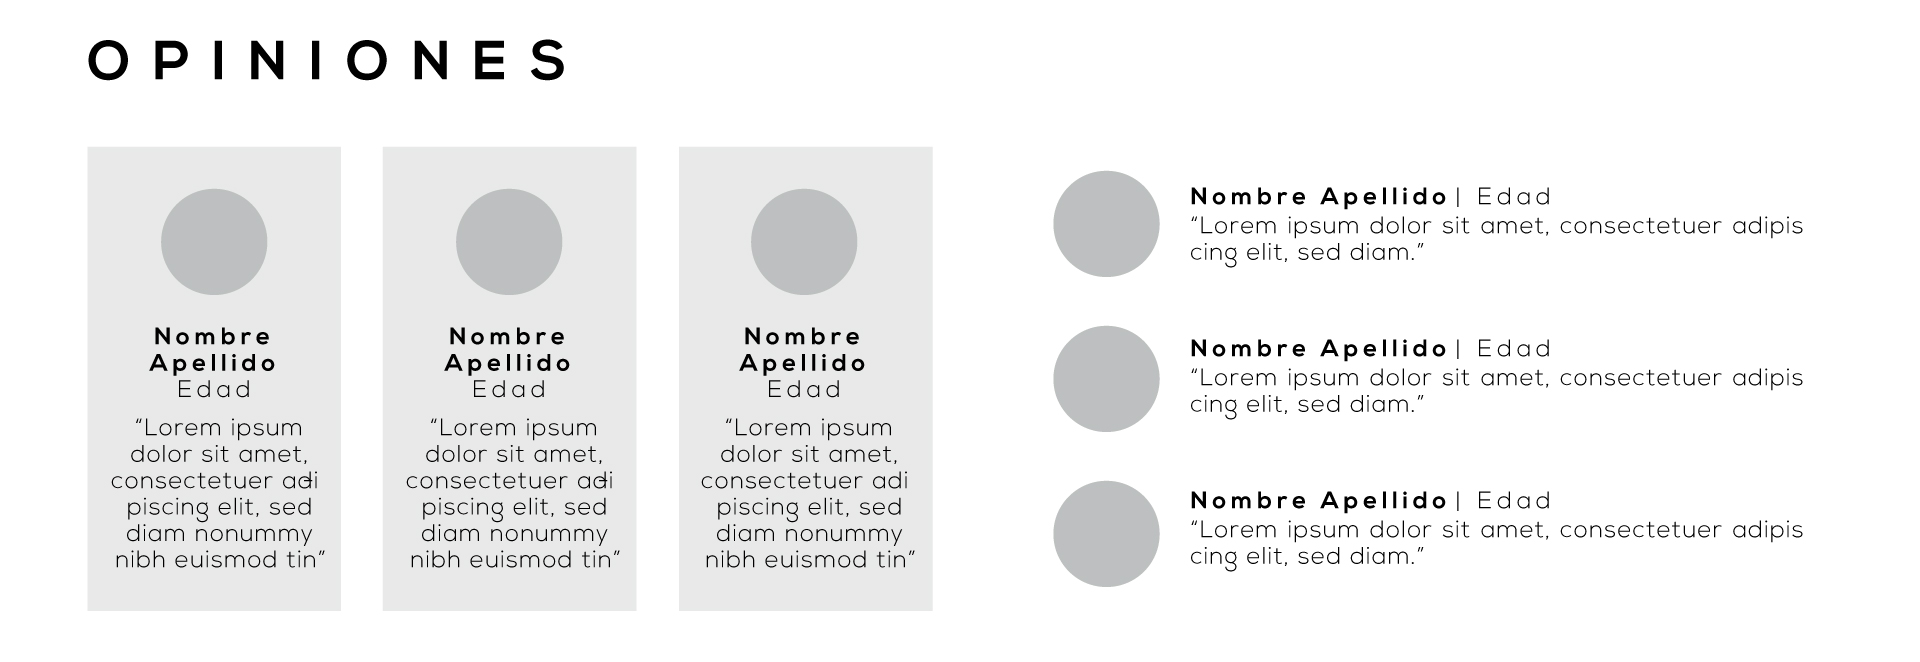 OPINIONES
Nombre
Apellido
Edad
“Lorem ipsum
dolor sit amet,
consectetuer adi
piscing elit, sed
diam nonummy
nibh euismod tin”
Nombre
Apellido
Edad
“Lorem ipsum
dolor sit amet,
consectetuer adi
piscing elit, sed
diam nonummy
nibh euismod tin”
Nombre
Apellido
Edad
“Lorem ipsum
dolor sit amet,
consectetuer adi
piscing elit, sed
diam nonummy
nibh euismod tin”
Nombre Apellido | Edad
“Lorem ipsum dolor sit amet, consectetuer adipis
cing elit, sed diam.”
Nombre Apellido | Edad
“Lorem ipsum dolor sit amet, consectetuer adipis
cing elit, sed diam.”
Nombre Apellido | Edad
“Lorem ipsum dolor sit amet, consectetuer adipis
cing elit, sed diam.”